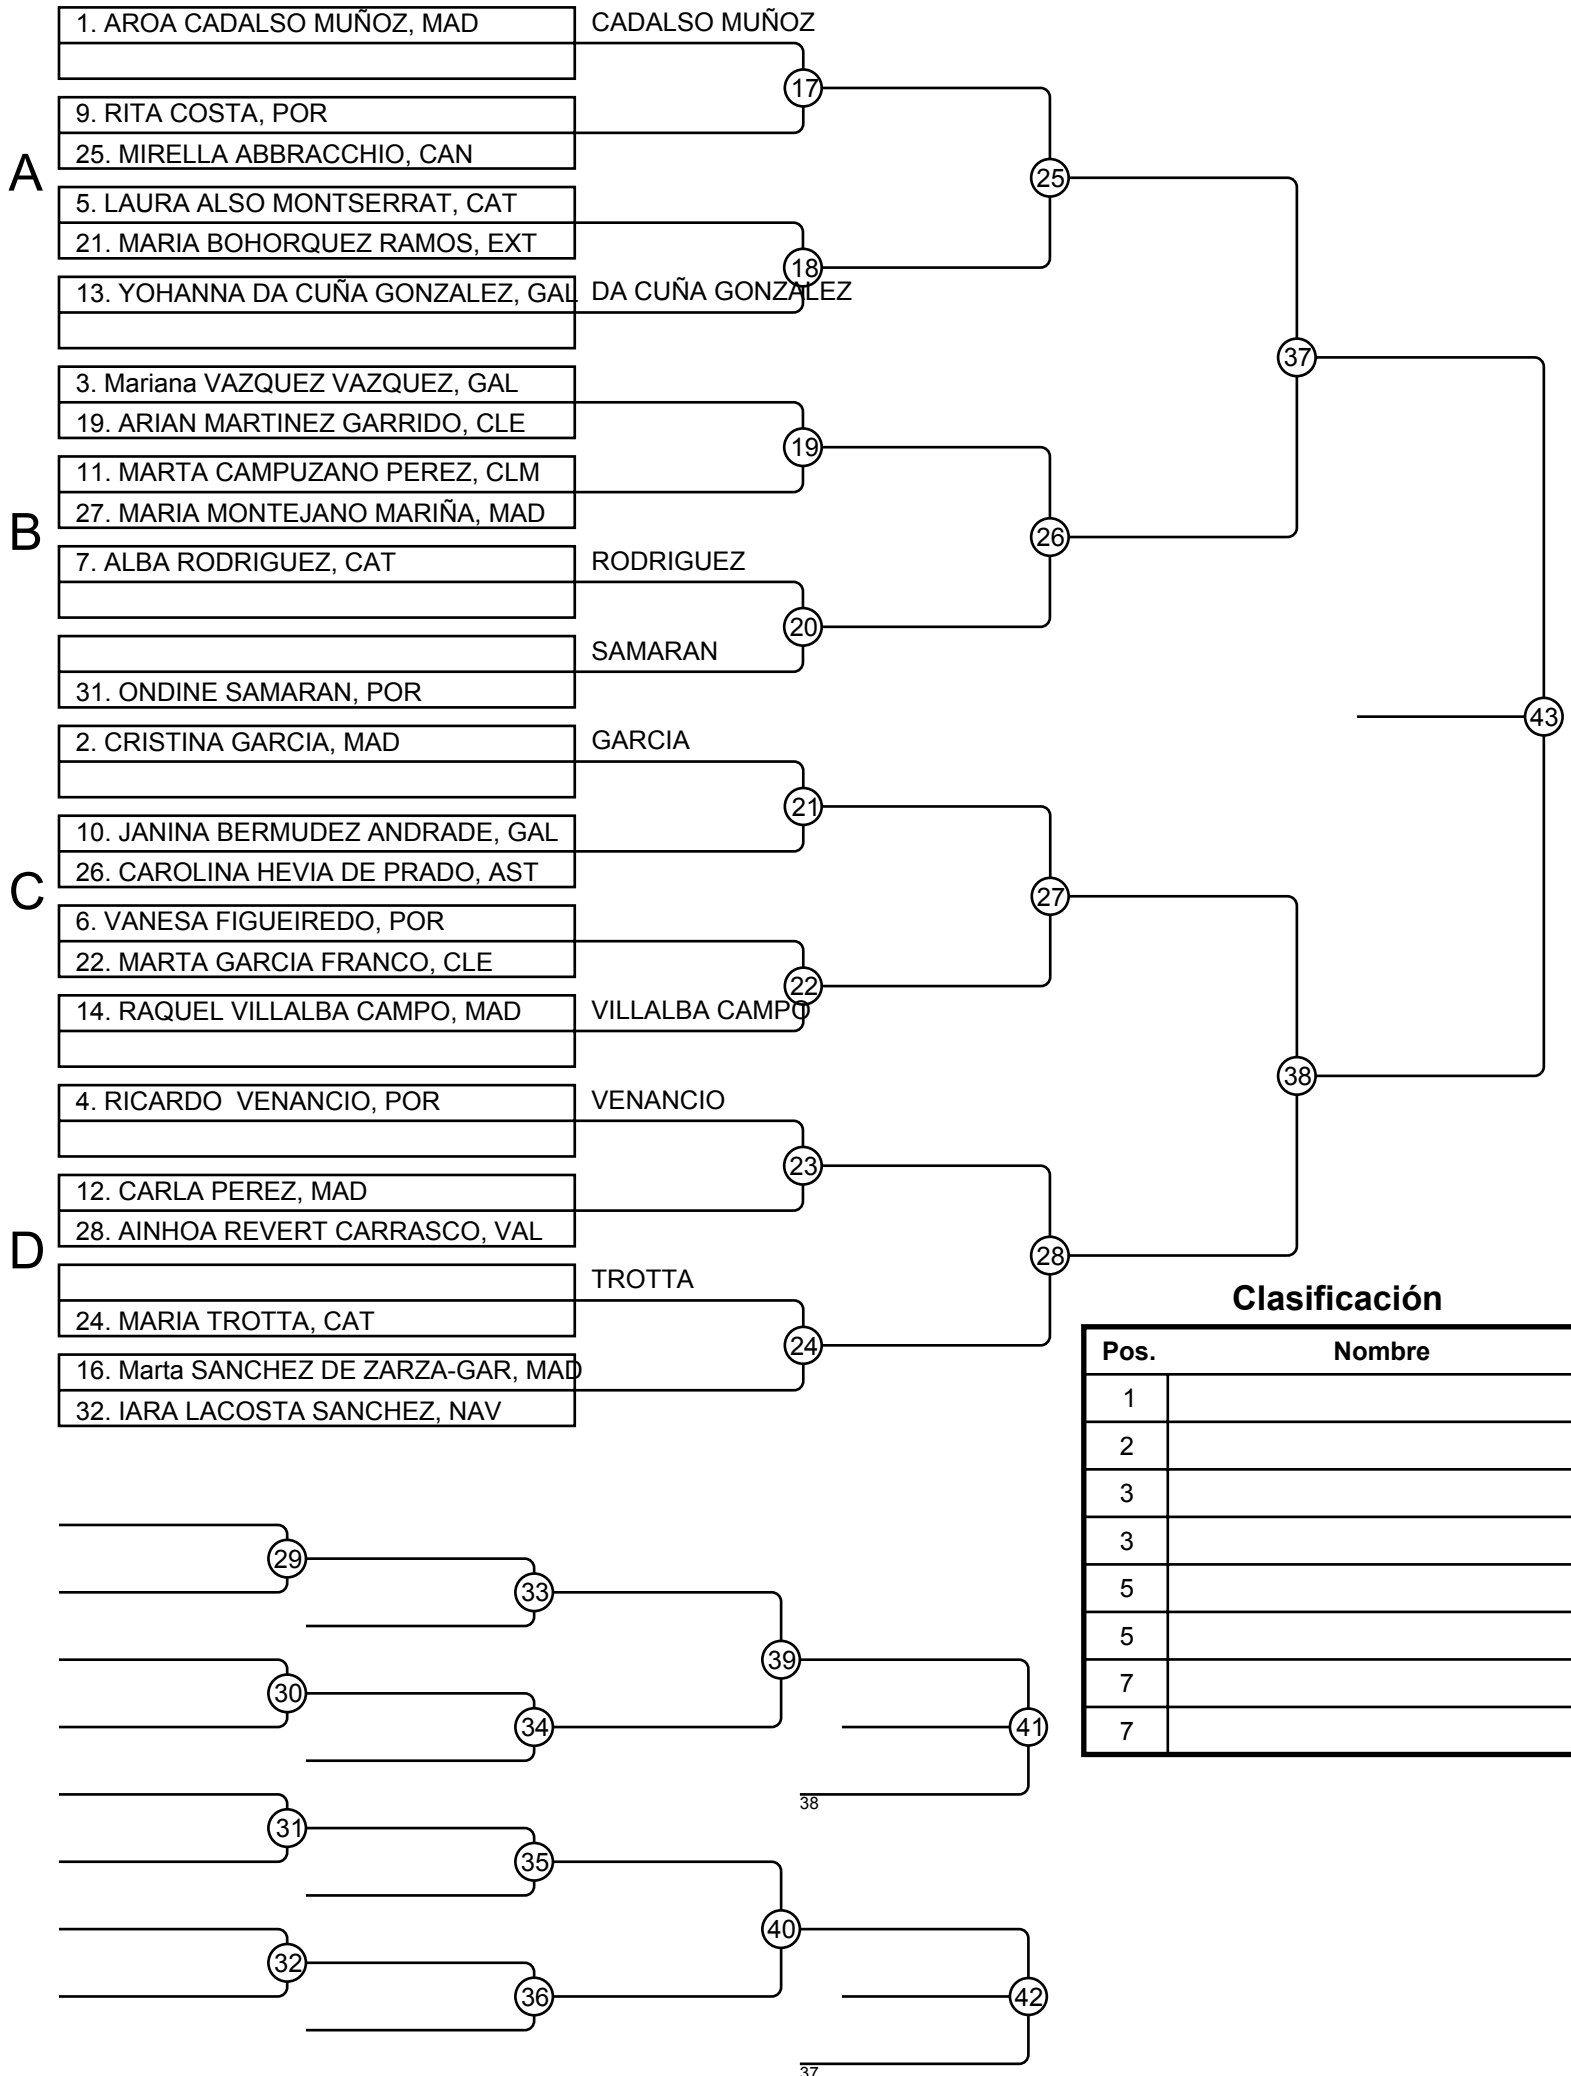 1. AROA CADALSO MUÑOZ, MAD
CADALSO MUÑOZ
17
9. RITA COSTA, POR
25. MIRELLA ABBRACCHIO, CAN
A
25
5. LAURA ALSO MONTSERRAT, CAT
21. MARIA BOHORQUEZ RAMOS, EXT
18
13. YOHANNA DA CUÑA GONZALEZ, GAL
DA CUÑA GONZALEZ
37
3. Mariana VAZQUEZ VAZQUEZ, GAL
19. ARIAN MARTINEZ GARRIDO, CLE
19
11. MARTA CAMPUZANO PEREZ, CLM
27. MARIA MONTEJANO MARIÑA, MAD
B
26
7. ALBA RODRIGUEZ, CAT
RODRIGUEZ
20
SAMARAN
31. ONDINE SAMARAN, POR
43
2. CRISTINA GARCIA, MAD
GARCIA
21
10. JANINA BERMUDEZ ANDRADE, GAL
26. CAROLINA HEVIA DE PRADO, AST
C
27
6. VANESA FIGUEIREDO, POR
22. MARTA GARCIA FRANCO, CLE
22
14. RAQUEL VILLALBA CAMPO, MAD
VILLALBA CAMPO
38
4. RICARDO  VENANCIO, POR
VENANCIO
23
12. CARLA PEREZ, MAD
28. AINHOA REVERT CARRASCO, VAL
D
28
TROTTA
24. MARIA TROTTA, CAT
24
16. Marta SANCHEZ DE ZARZA-GAR, MAD
32. IARA LACOSTA SANCHEZ, NAV
Clasificación
Pos. Nombre
1
2
3
3
5
5
7
7
29
33
30
39
34
41
38
31
35
40
32
36
42
37